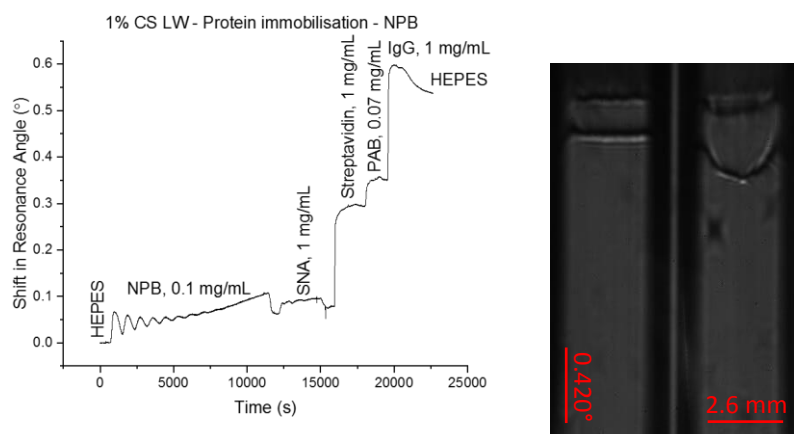 1% CS LW - Protein immobilisation - NPB
Shift in Resonance Angle (°)
0.6
0.5
0.4
0.3
0.2
0.1
0.0
HEPES
NPB, 0.1 mg/mL
SNA, 1 mg/mL
Streptavidin, 1 mg/mL
PAB, 0.07 mg/mL
IgG, 1 mg/mL
HEPES
0 5000 10000 15000 20000 25000
Time (s)
0.420°
2.6 mm